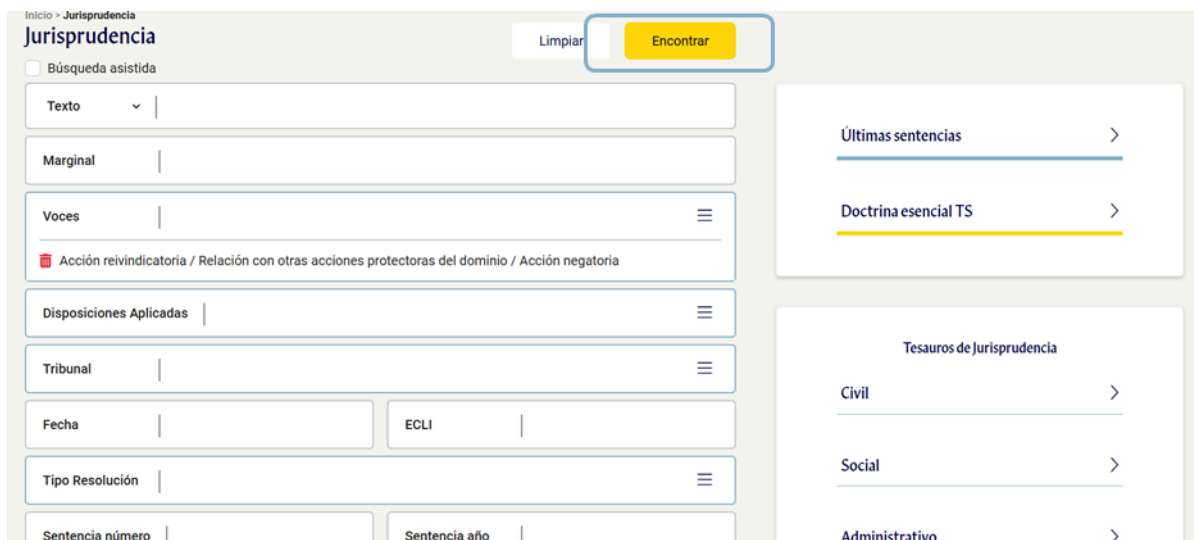 Inicio > Jurisprudencia
Jurisprudencia
Limpiar
Encontrar
Búsqueda asistida
Texto
Marginal
Voces
Acción reivindicatoria / Relación con otras acciones protectoras del dominio / Acción negatoria
Disposiciones Aplicadas
Tribunal
Fecha
ECLI
Tipo Resolución
Sentencia número
Sentencia año
Últimas sentencias
Doctrina esencial TS
Tesauros de Jurisprudencia
Civil
Social
Administrativo